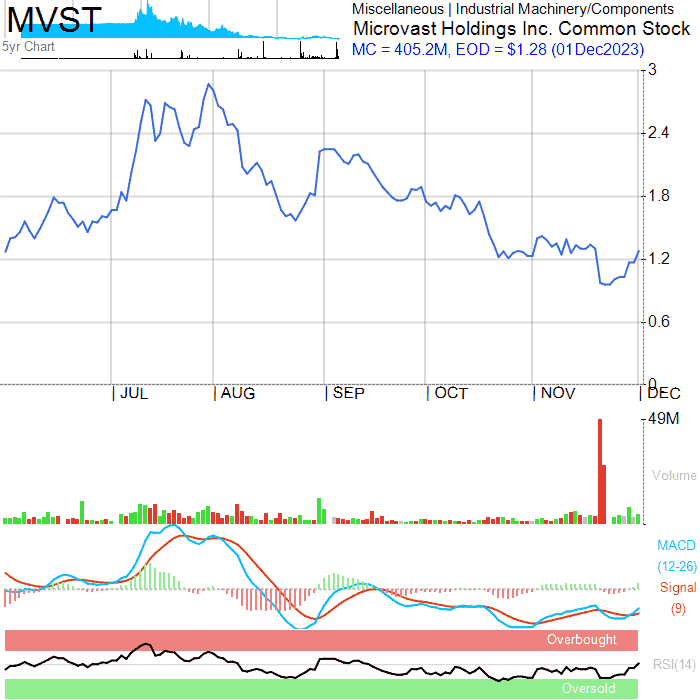 MVST
5yr Chart
Miscellaneous | Industrial Machinery/Components
Microvast Holdings Inc. Common Stock
MC = 405.2M, EOD = $1.28 (01Dec2023)
3
2.4
1.8
1.2
0.6
0
| JUL | AUG | SEP | OCT | NOV | DEC
49M
Volume
MACD
(12-26)
Signal
(9)
Overbought
RSI(14)
Oversold